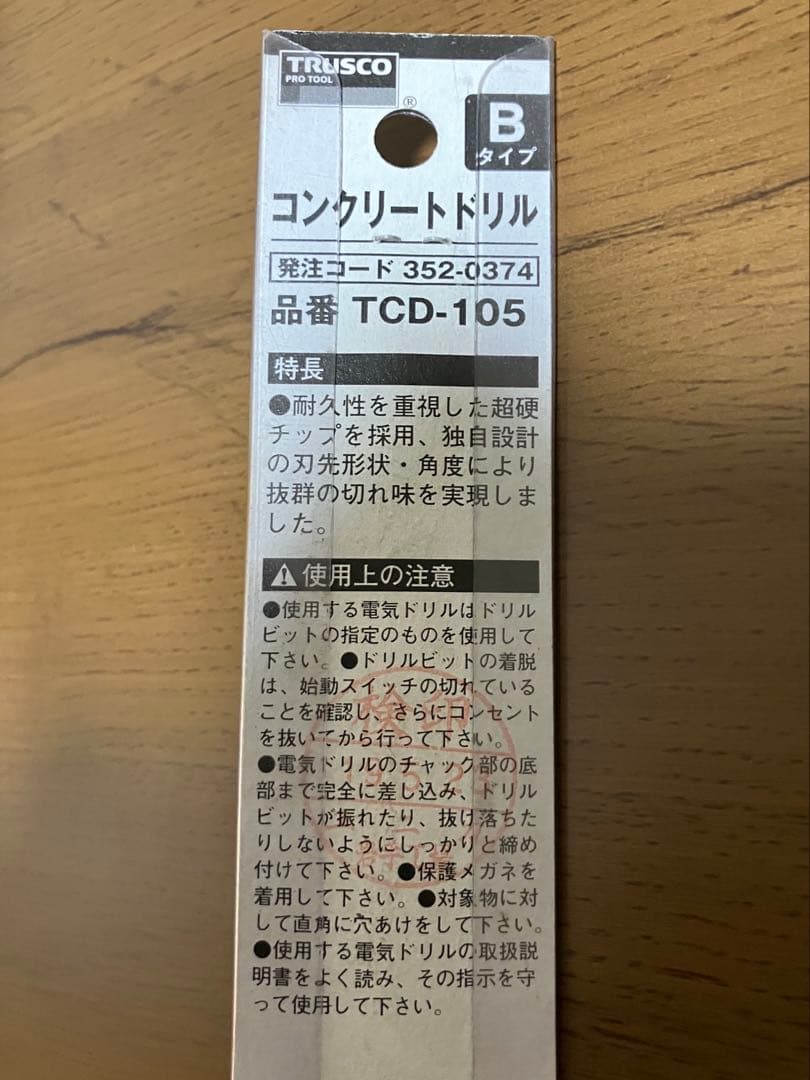 TRUSCO
PRO TOOL
®
B
タイプ
コンクリートドリル
発注コード 352-0374
品番 TCD-105
特長
●耐久性を重視した超硬
チップを採用、独自設計
の刃先形状・角度により
抜群の切れ味を実現しま
した。
使用上の注意
●使用する電気ドリルはドリル
ビットの指定のものを使用して
下さい。●ドリルビットの着脱
は、始動スイッチの切れている
ことを確認し、さらにコンセント
を抜いてから行って下さい。
●電気ドリルのチャック部の底
部まで完全に差し込み、ドリル
ビットが振れたり、抜け落ちた
りしないようにしっかりと締め
付けて下さい。●保護メガネを
着用して下さい。●対象物に対
して直角に穴あけをして下さい。
●使用する電気ドリルの取扱説
明書をよく読み、その指示を守
って使用して下さい。
検印